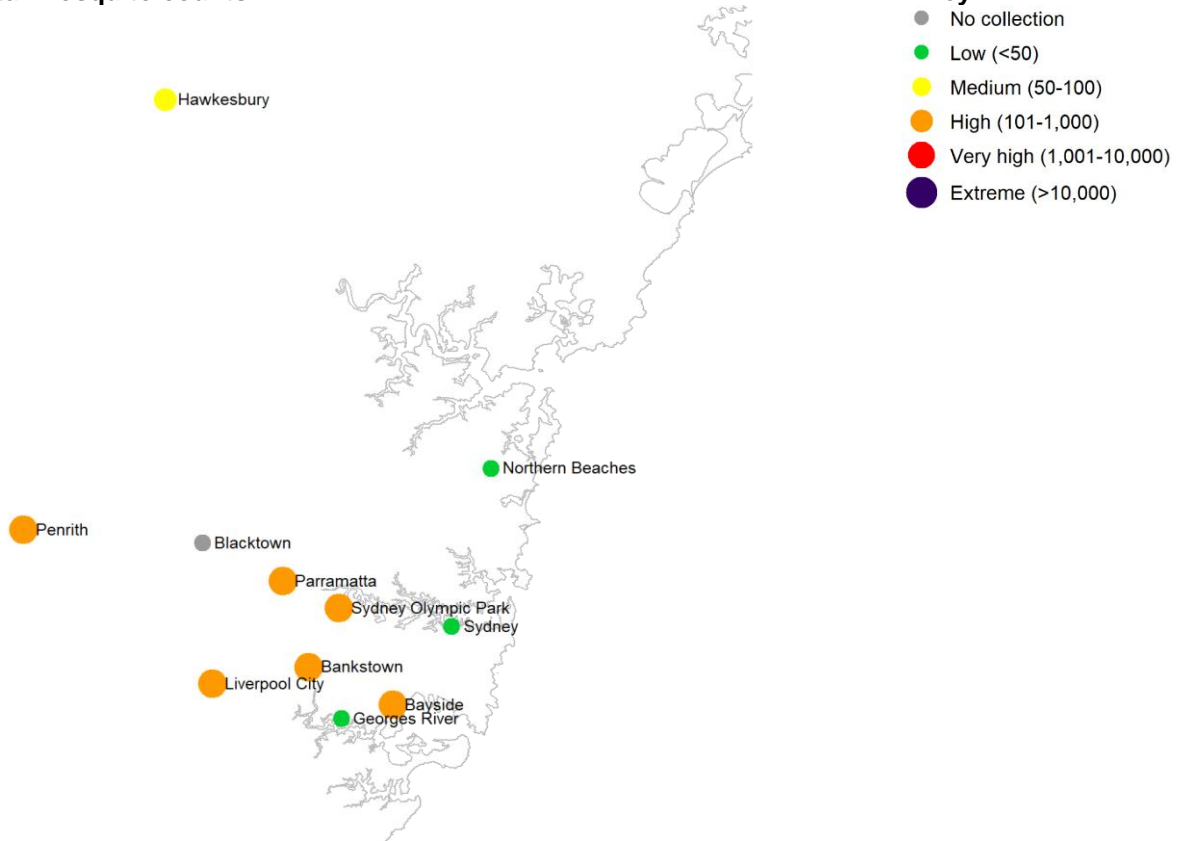 No collection
Low (<50)
Medium (50-100)
High (101-1,000)
Very high (1,001-10,000)
Extreme (>10,000)
Hawkesbury
Northern Beaches
Penrith
Blacktown
Parramatta
Sydney Olympic Park
Sydney
Bankstown
Liverpool City
Bayside
Georges River